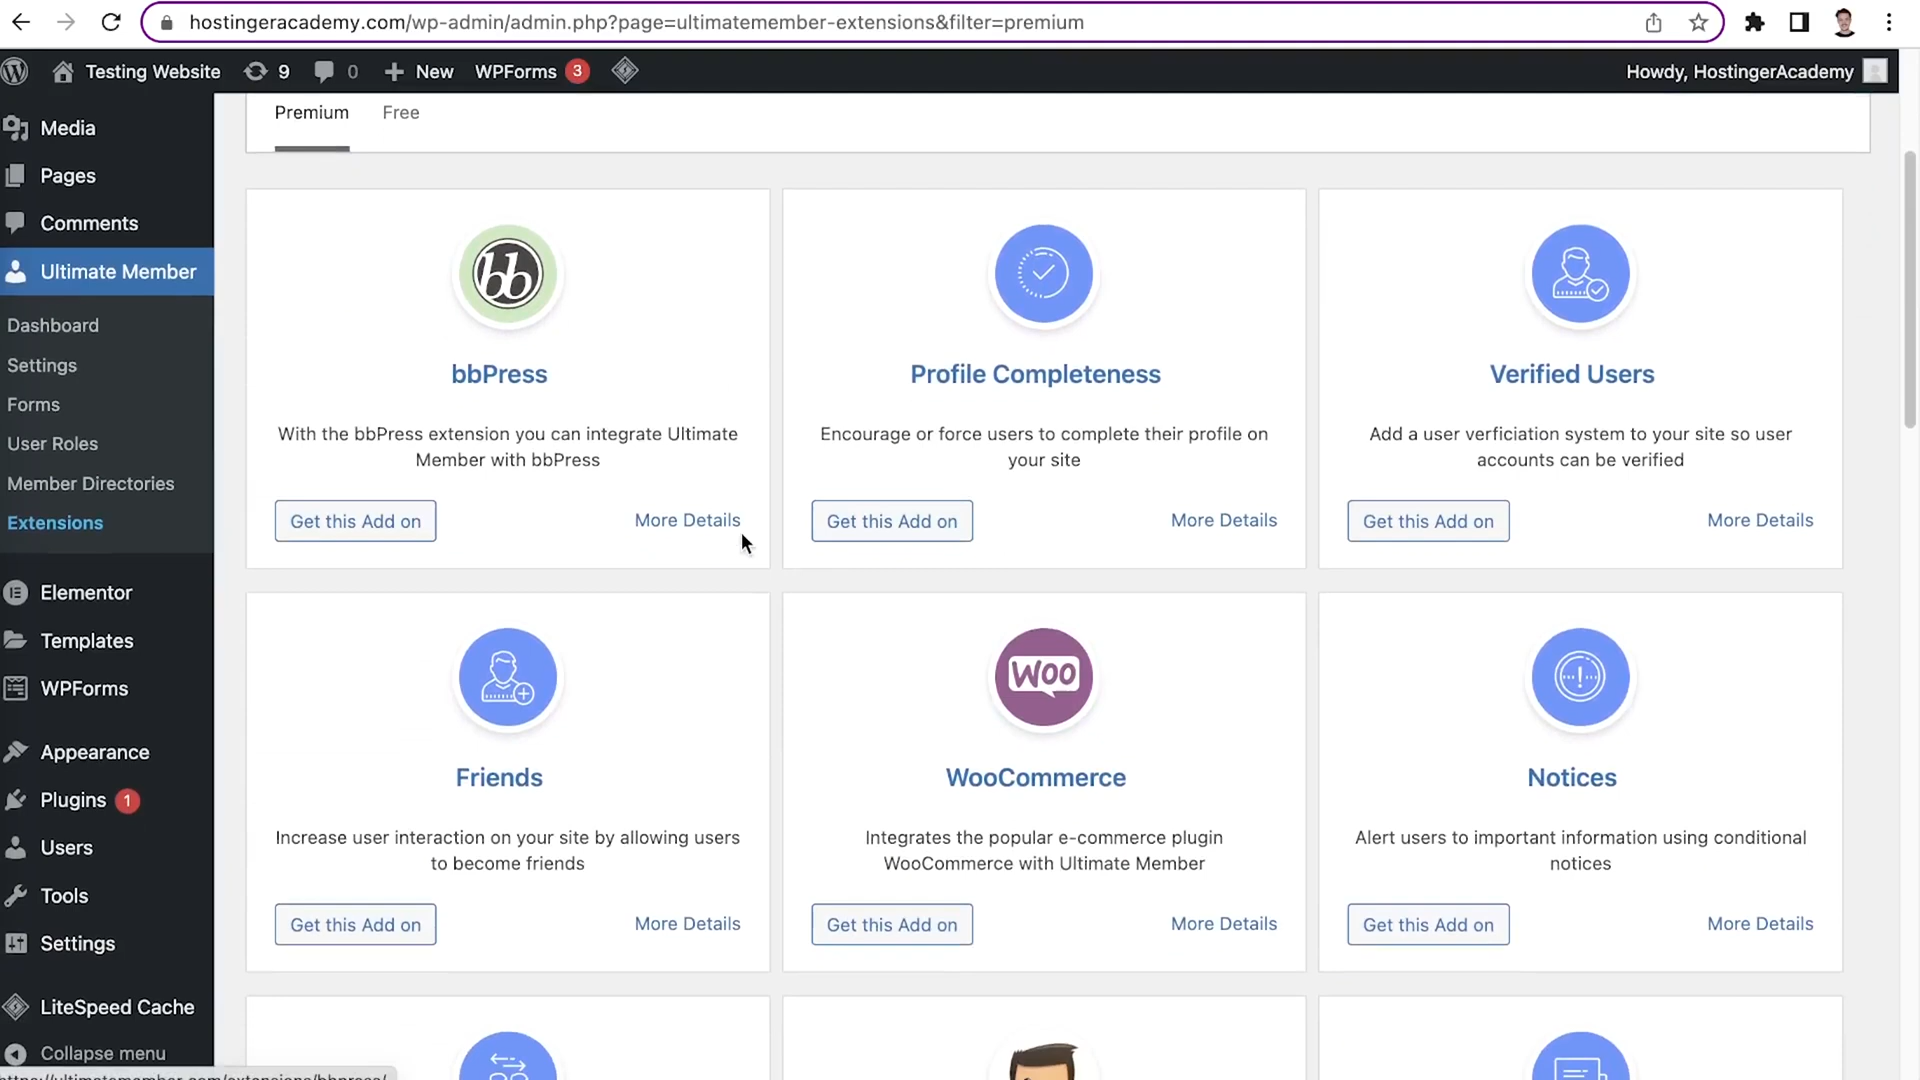 hostingeracademy.com/wp-admin/admin.php?page=ultimatemember-extensions&filter=premium
Testing Website
9
0
New
WPForms
3
Howdy, HostingerAcademy
Media
Pages
Comments
Ultimate Member
Dashboard
Settings
Forms
User Roles
Member Directories
Extensions
Elementor
Templates
WPForms
Appearance
Plugins 1
Users
Tools
Settings
LiteSpeed Cache
Collapse menu
Premium
Free
bb
bbPress
With the bbPress extension you can integrate Ultimate
Member with bbPress
Get this Add on
More Details
Profile Completeness
Encourage or force users to complete their profile on
your site
Get this Add on
More Details
Verified Users
Add a user verficiation system to your site so user
accounts can be verified
Get this Add on
More Details
Friends
Increase user interaction on your site by allowing users
to become friends
Get this Add on
More Details
WOO
WooCommerce
Integrates the popular e-commerce plugin
WooCommerce with Ultimate Member
Get this Add on
More Details
Notices
Alert users to important information using conditional
notices
Get this Add on
More Details